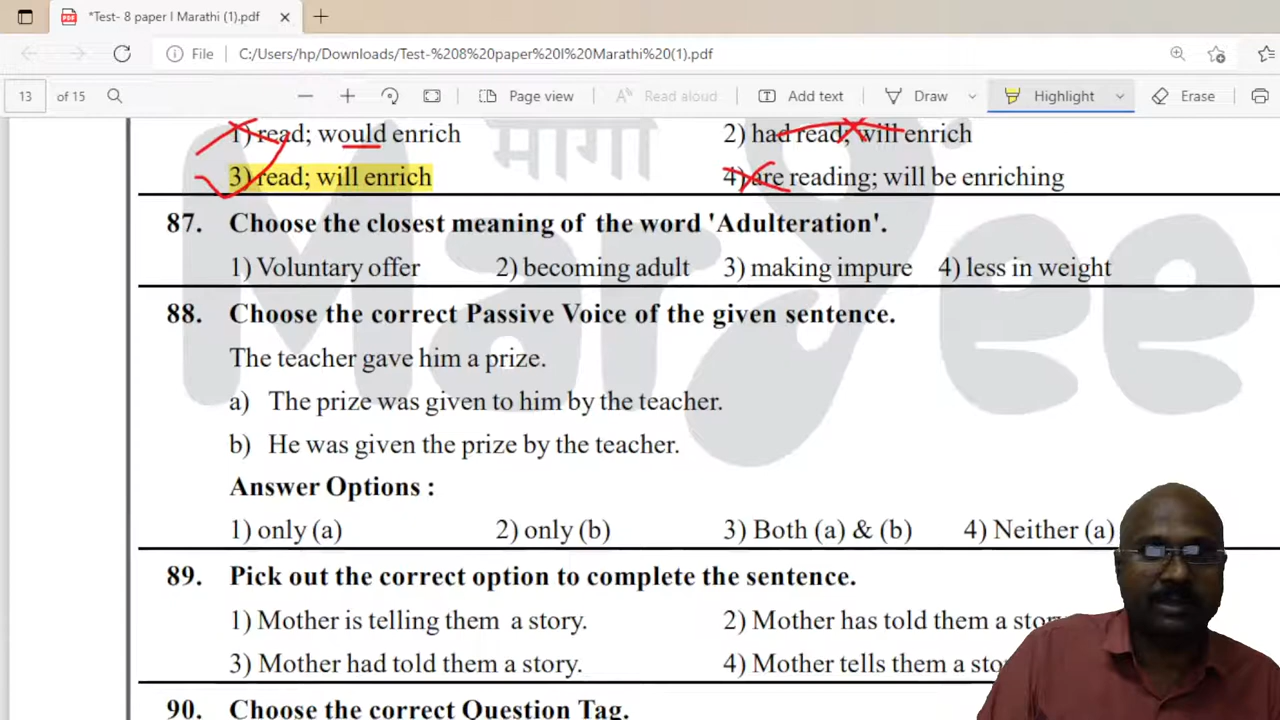 *Test- 8 paper I Marathi (1).pdf
File C:/Users/hp/Downloads/Test-%208%20paper%20I%20Marathi%20(1).pdf
13 of 15 Page view Read aloud Add text Draw Highlight Erase
1) read; would enrich 2) had read; will enrich
3) read; will enrich 4) are reading; will be enriching
87. Choose the closest meaning of the word 'Adulteration'.
1) Voluntary offer 2) becoming adult 3) making impure 4) less in weight
88. Choose the correct Passive Voice of the given sentence.
The teacher gave him a prize.
a) The prize was given to him by the teacher.
b) He was given the prize by the teacher.
Answer Options :
1) only (a) 2) only (b) 3) Both (a) & (b) 4) Neither (a)
89. Pick out the correct option to complete the sentence.
1) Mother is telling them a story. 2) Mother has told them a
3) Mother had told them a story. 4) Mother tells them a
90. Choose the correct Question Tag.
मार्गी
Margee